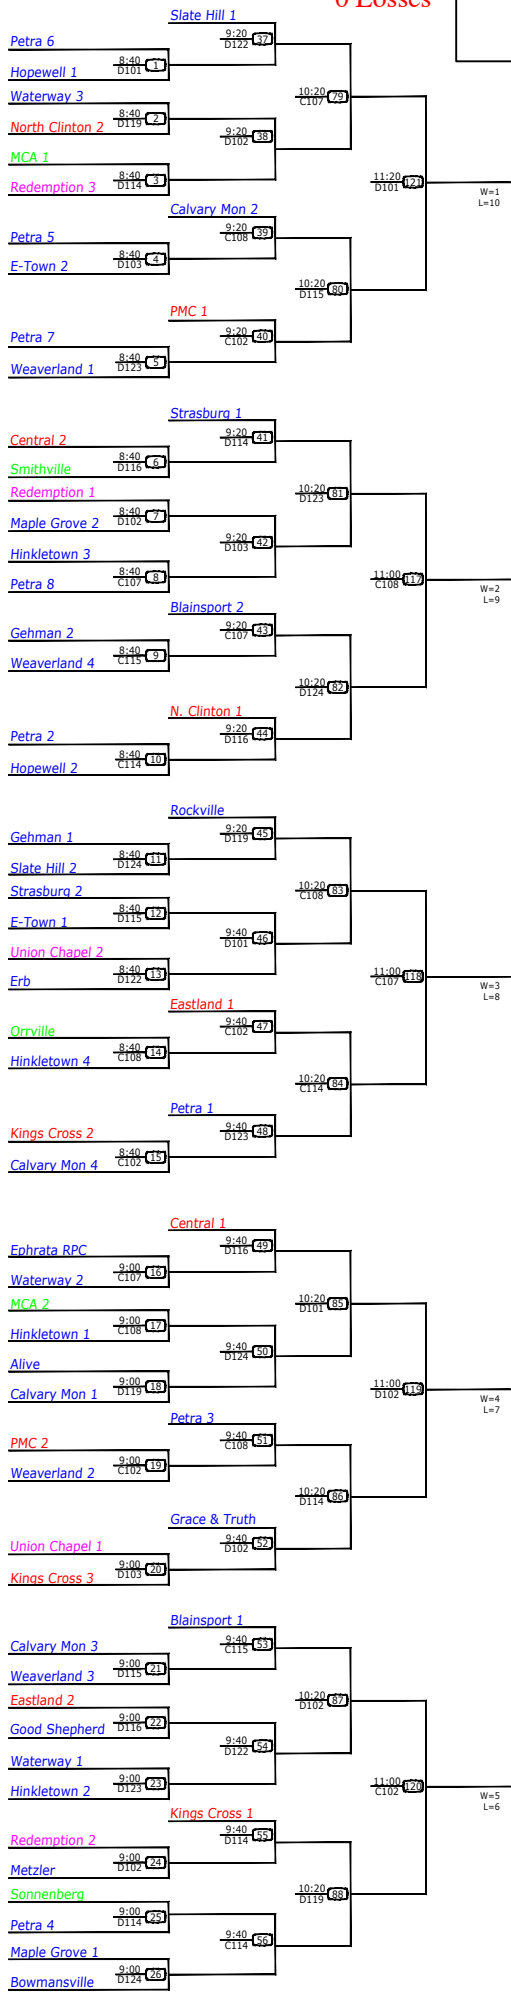 0 Losses
Slate Hill 1
Petra 6
9:20
D122
37
8:40
D101
1
Hopewell 1
Waterway 3
10:20
C107
79
8:40
D119
2
North Clinton 2
9:20
D102
38
MCA 1
8:40
D114
3
Redemption 3
11:20
D101
121
W=1
L=10
Calvary Mon 2
Petra 5
9:20
C108
39
8:40
D103
4
E-Town 2
10:20
D115
80
PMC 1
Petra 7
9:20
C102
40
8:40
D123
5
Weaverland 1
Strasburg 1
Central 2
9:20
D114
41
8:40
D116
6
Smithville
Redemption 1
10:20
D123
81
8:40
D102
7
Maple Grove 2
9:20
D103
42
Hinkletown 3
8:40
C107
8
Petra 8
11:00
C108
117
W=2
L=9
Blainsport 2
Gehman 2
9:20
C107
43
8:40
C115
9
Weaverland 4
10:20
D124
82
N. Clinton 1
Petra 2
9:20
D116
44
8:40
C114
10
Hopewell 2
Rockville
Gehman 1
9:20
D119
45
8:40
D124
11
Slate Hill 2
Strasburg 2
10:20
C108
83
8:40
D115
12
E-Town 1
9:40
D101
46
Union Chapel 2
8:40
D122
13
Erb
11:00
C107
118
W=3
L=8
Eastland 1
Orrville
9:40
C102
47
8:40
C108
14
Hinkletown 4
10:20
C114
84
Petra 1
Kings Cross 2
9:40
D123
48
8:40
C102
15
Calvary Mon 4
Central 1
Ephrata RPC
9:40
D116
49
9:00
C107
16
Waterway 2
MCA 2
10:20
D101
85
9:00
C108
17
Hinkletown 1
9:40
D124
50
Alive
9:00
D119
18
Calvary Mon 1
11:00
D102
119
W=4
L=7
Petra 3
PMC 2
9:40
C108
51
9:00
C102
19
Weaverland 2
10:20
D114
86
Grace & Truth
Union Chapel 1
9:40
D102
52
9:00
D103
20
Kings Cross 3
Blainsport 1
Calvary Mon 3
9:40
C115
53
9:00
D115
21
Weaverland 3
Eastland 2
10:20
D102
87
9:00
D116
22
Good Shepherd
9:40
D122
54
Waterway 1
9:00
D123
23
Hinkletown 2
11:00
C102
120
W=5
L=6
Kings Cross 1
Redemption 2
9:40
D114
55
9:00
D102
24
Metzler
Sonnenberg
10:20
D119
88
9:00
D114
25
Petra 4
9:40
C114
56
Maple Grove 1
9:00
D124
26
Bowmansville